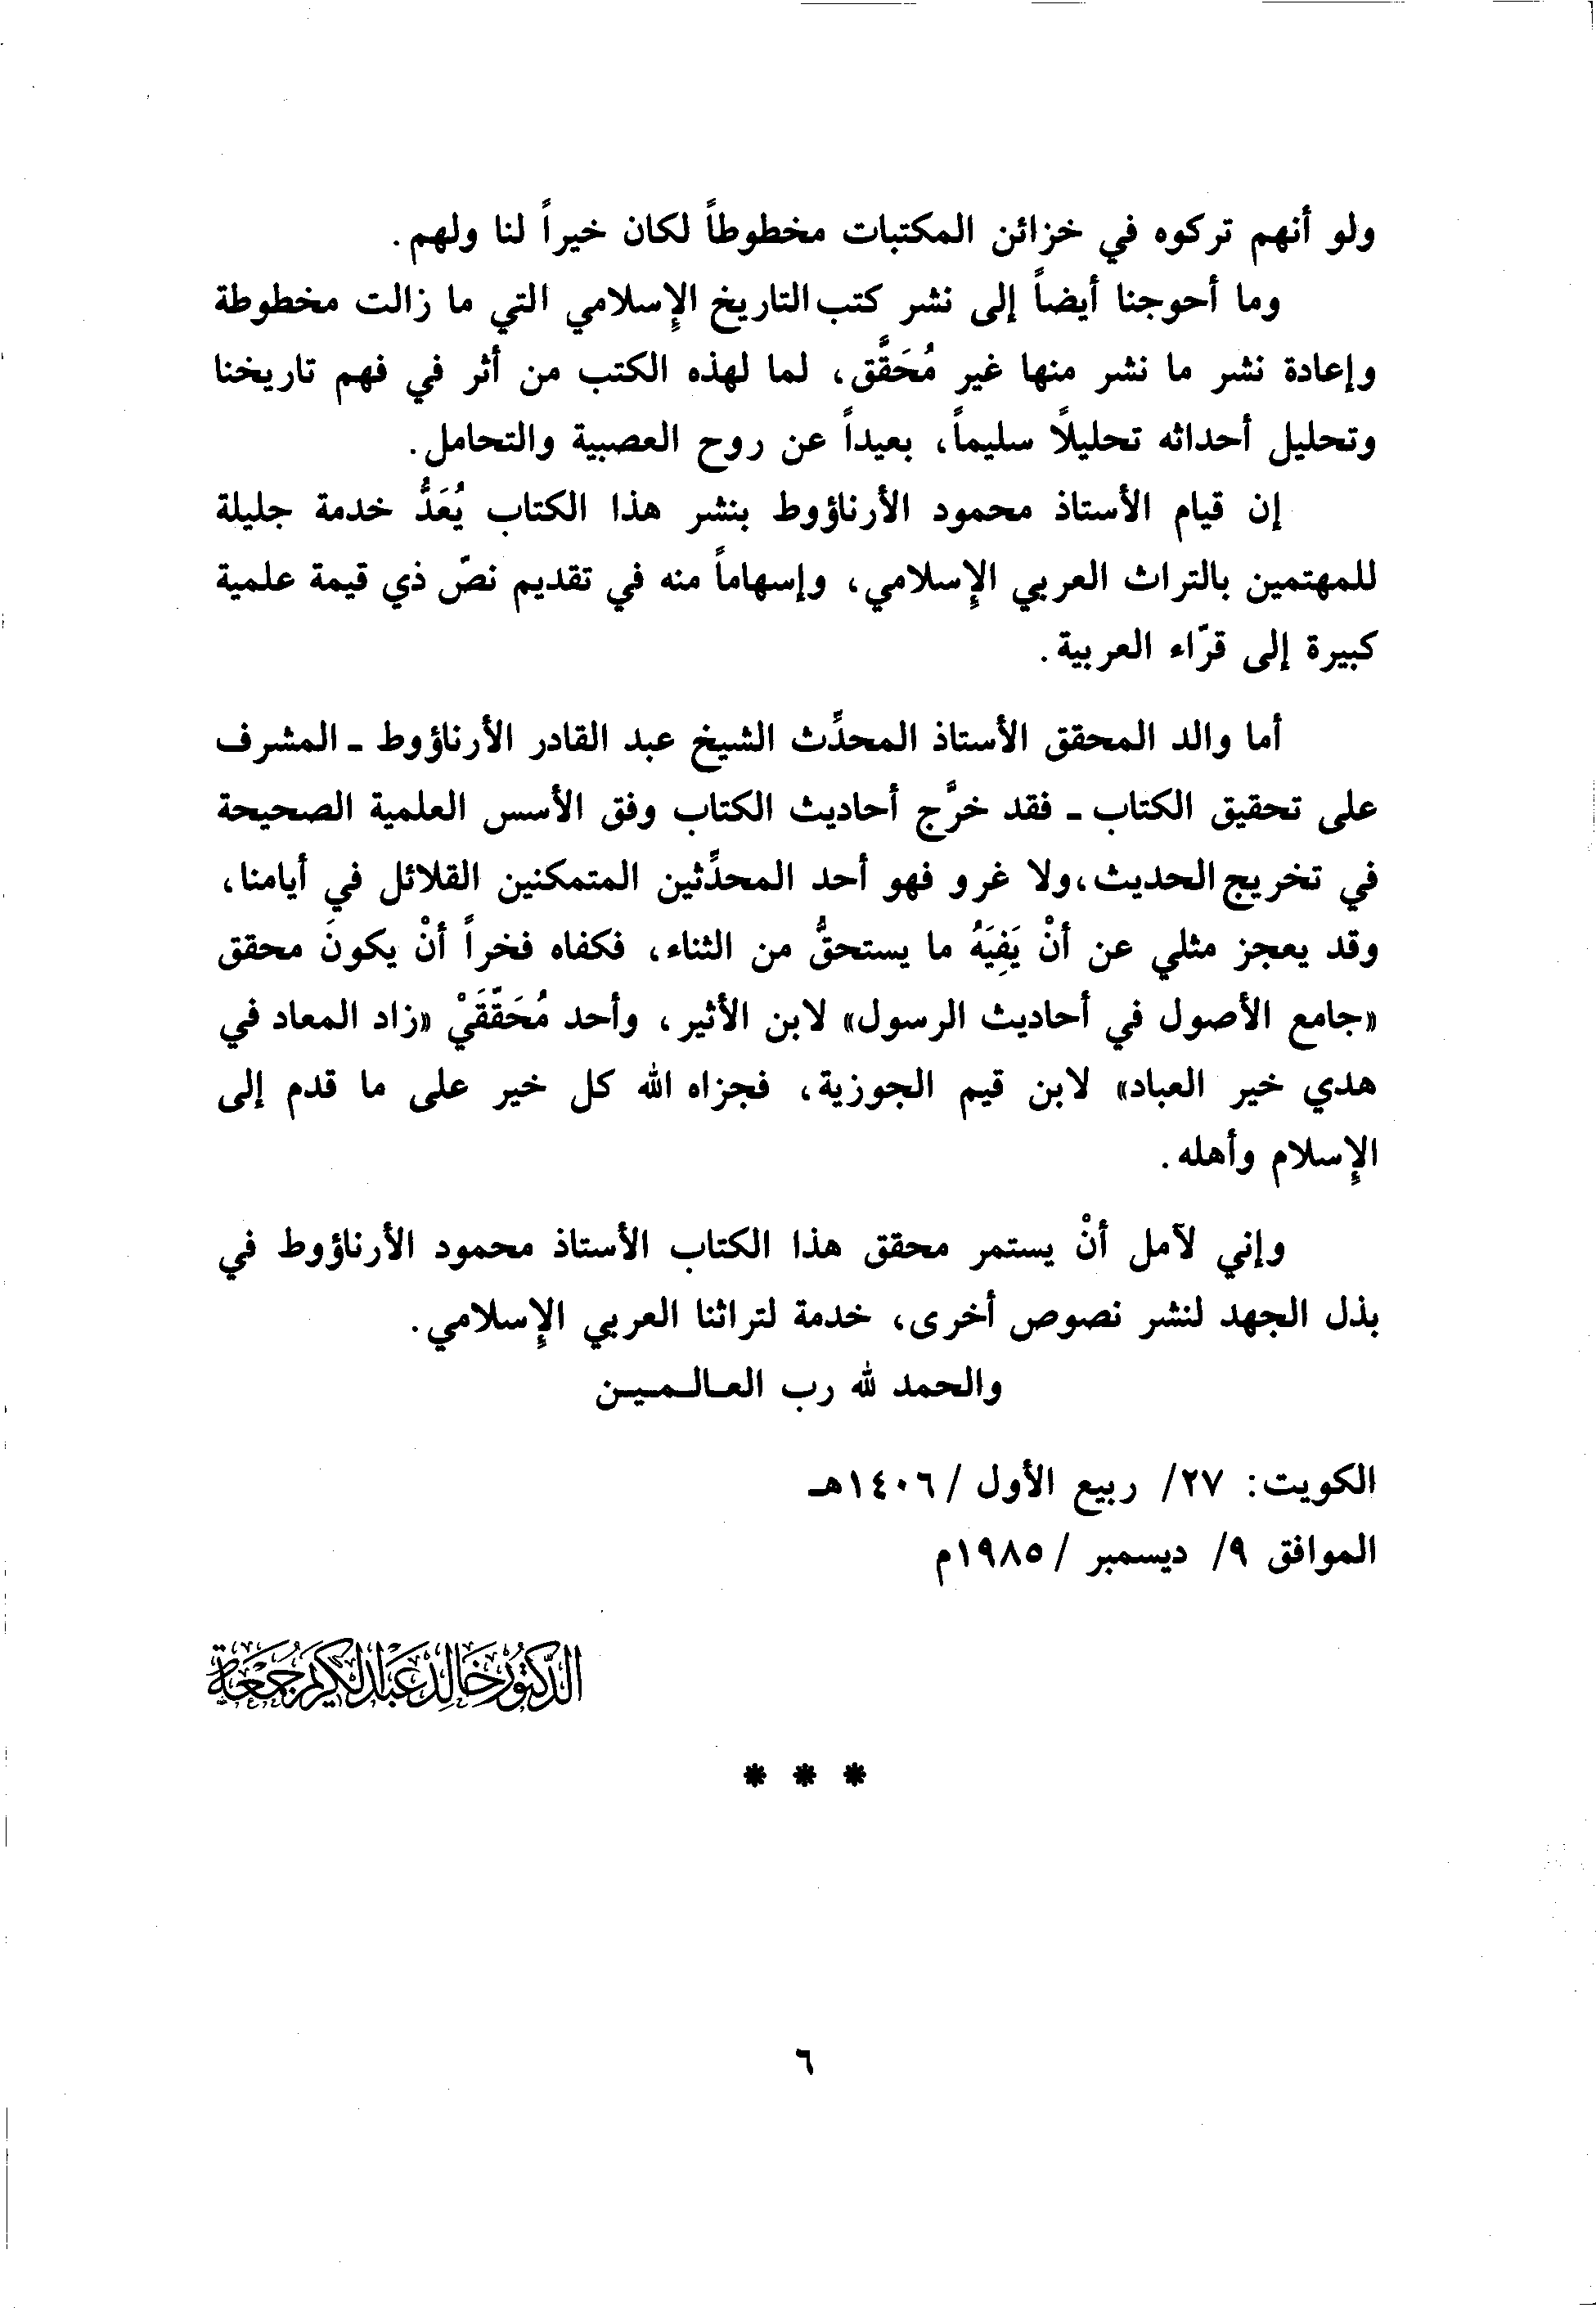 ولو أنهم تركوه في خزائن المكتبات مخطوطاً لكان خيراً لنا ولهم.
وما أحوجنا أيضاً إلى نشر كتب التاريخ الإسلامي التي ما زالت مخطوطة
وإعادة نشر ما نشر منها غير مُحَقَّق، لما لهذه الكتب من أثر في فهم تاريخنا
وتحليل أحداثه تحليلاً سليماً، بعيداً عن روح العصبية والتحامل.
إن قيام الأستاذ محمود الأرناؤوط بنشر هذا الكتاب يُعَدُّ خدمة جليلة
للمهتمين بالتراث العربي الإسلامي، وإسهاماً منه في تقديم نصّ ذي قيمة علمية
كبيرة إلى قرّاء العربية.
أما والد المحقق الأستاذ المحدِّث الشيخ عبد القادر الأرناؤوط - المشرف
على تحقيق الكتاب - فقد خرَّج أحاديث الكتاب وفق الأسس العلمية الصحيحة
في تخريج الحديث، ولا غرو فهو أحد المحدِّثين المتمكنين القلائل في أيامنا،
وقد يعجز مثلي عن أنْ يَفِيَهُ ما يستحقُّ من الثناء، فكفاه فخراً أنْ يكونَ محقق
«جامع الأصول في أحاديث الرسول» لابن الأثير، وأحد مُحَقِّقَيْ «زاد المعاد في
هدي خير العباد» لابن قيم الجوزية، فجزاه الله كل خير على ما قدم إلى
الإسلام وأهله.
وإني لآمل أنْ يستمر محقق هذا الكتاب الأستاذ محمود الأرناؤوط في
بذل الجهد لنشر نصوص أخرى، خدمة لتراثنا العربي الإسلامي.
والحمد لله رب العـالـمـيـن
الكويت: ٢٧/ ربيع الأول /١٤٠٦هـ
الموافق ٩/ ديسمبر /١٩٨٥م
الدّكتُورْخَالِدعَبْدالكَرِيمْجُمْعَة
* * *
٦